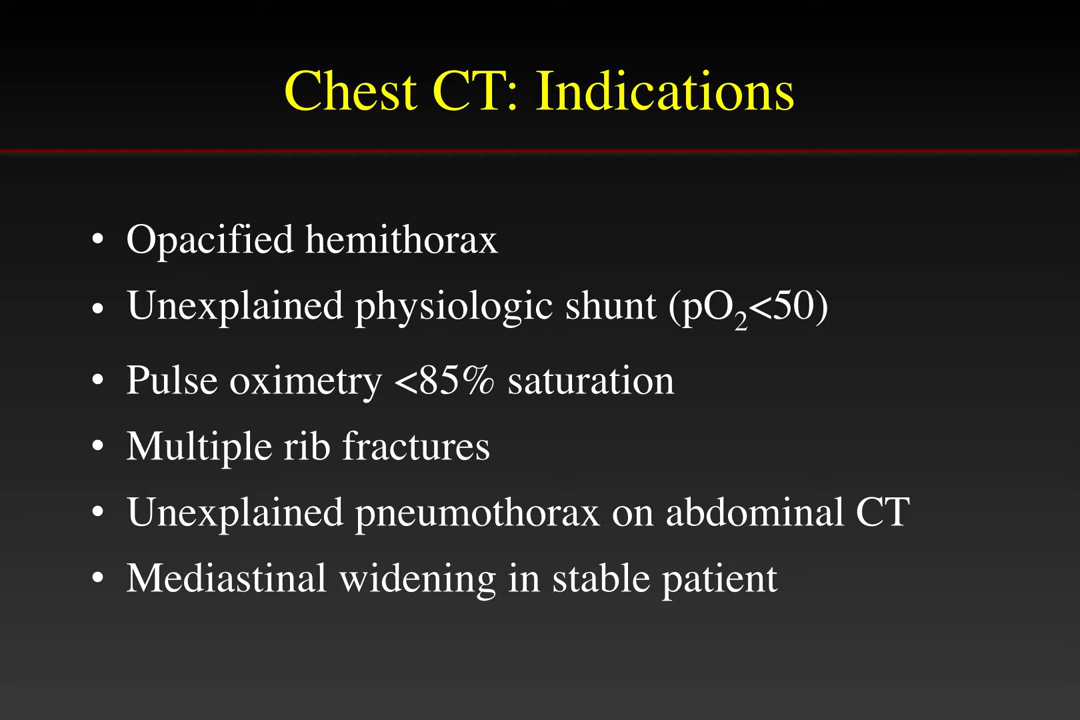 Chest CT: Indications
• Opacified hemithorax
• Unexplained physiologic shunt (pO₂<50)
• Pulse oximetry <85% saturation
• Multiple rib fractures
• Unexplained pneumothorax on abdominal CT
• Mediastinal widening in stable patient